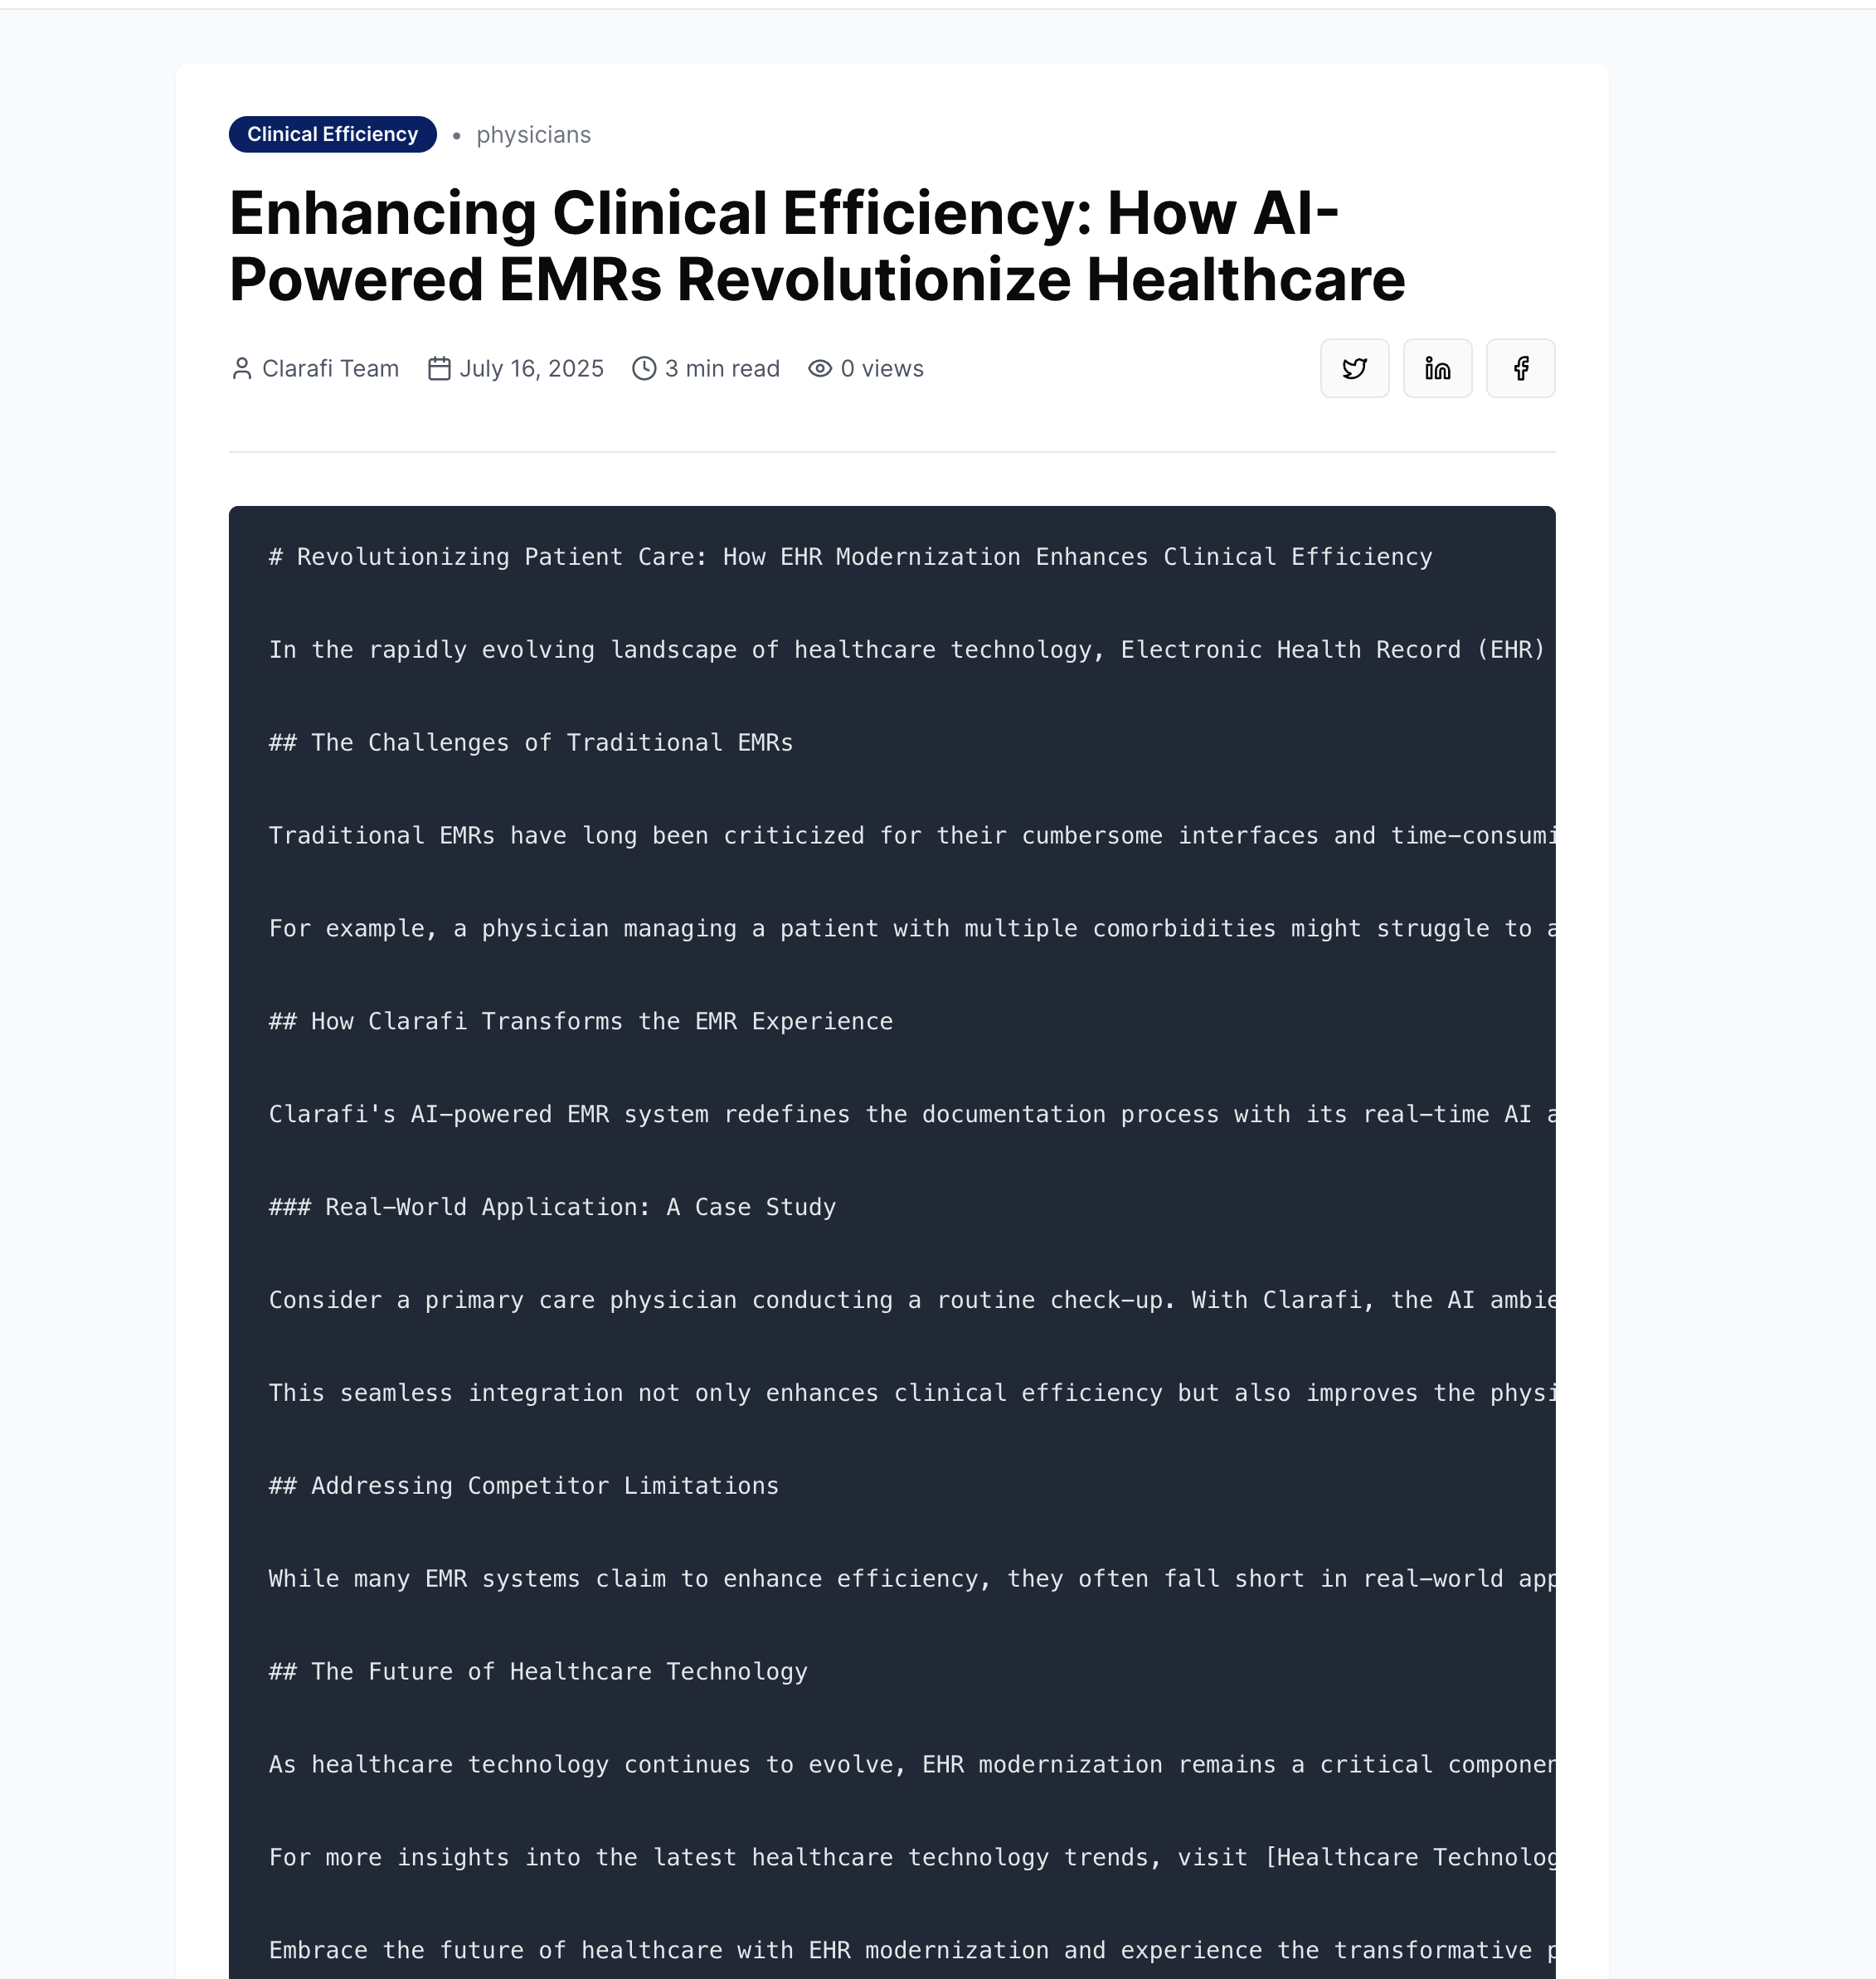 Clinical Efficiency • physicians
Enhancing Clinical Efficiency: How AI-
Powered EMRs Revolutionize Healthcare
Clarafi Team July 16, 2025 3 min read 0 views
# Revolutionizing Patient Care: How EHR Modernization Enhances Clinical Efficiency
In the rapidly evolving landscape of healthcare technology, Electronic Health Record (EHR)
## The Challenges of Traditional EMRs
Traditional EMRs have long been criticized for their cumbersome interfaces and time-consumi
For example, a physician managing a patient with multiple comorbidities might struggle to a
## How Clarafi Transforms the EMR Experience
Clarafi's AI-powered EMR system redefines the documentation process with its real-time AI a
### Real-World Application: A Case Study
Consider a primary care physician conducting a routine check-up. With Clarafi, the AI ambie
This seamless integration not only enhances clinical efficiency but also improves the physi
## Addressing Competitor Limitations
While many EMR systems claim to enhance efficiency, they often fall short in real-world app
## The Future of Healthcare Technology
As healthcare technology continues to evolve, EHR modernization remains a critical componen
For more insights into the latest healthcare technology trends, visit [Healthcare Technolog
Embrace the future of healthcare with EHR modernization and experience the transformative p